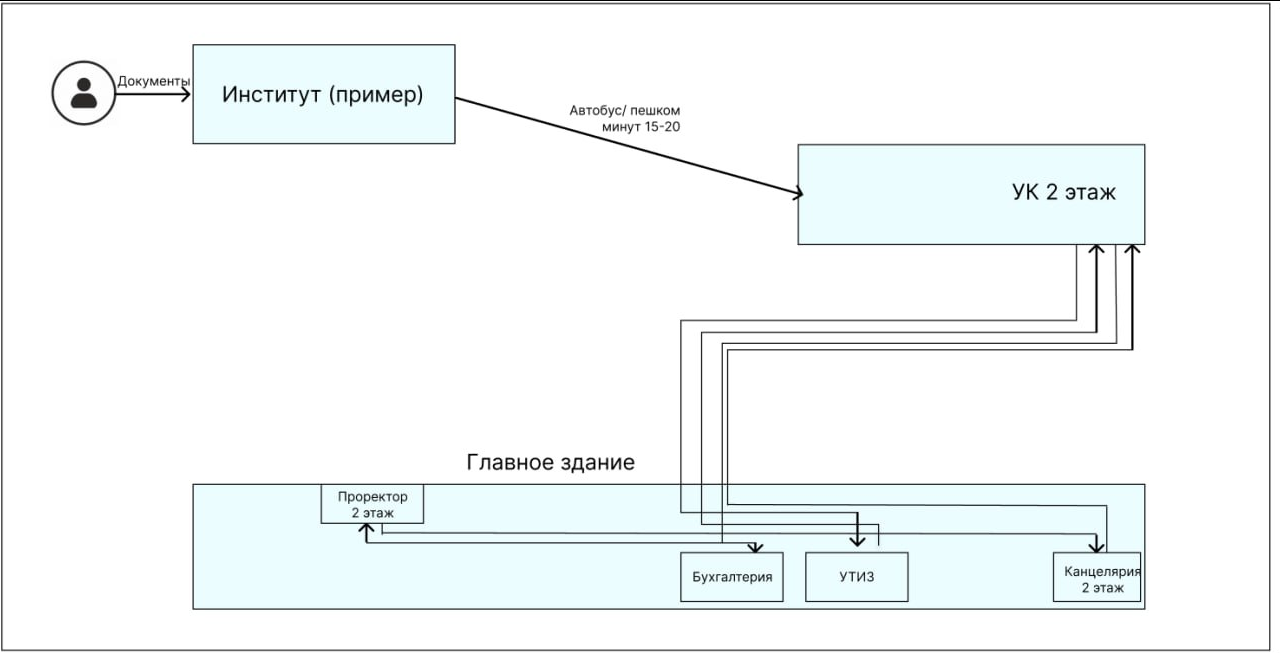 Документы
Институт (пример)
Автобус/ пешком
минут 15-20
УК 2 этаж
Главное здание
Проректор
2 этаж
Бухгалтерия
УТИЗ
Канцелярия
2 этаж